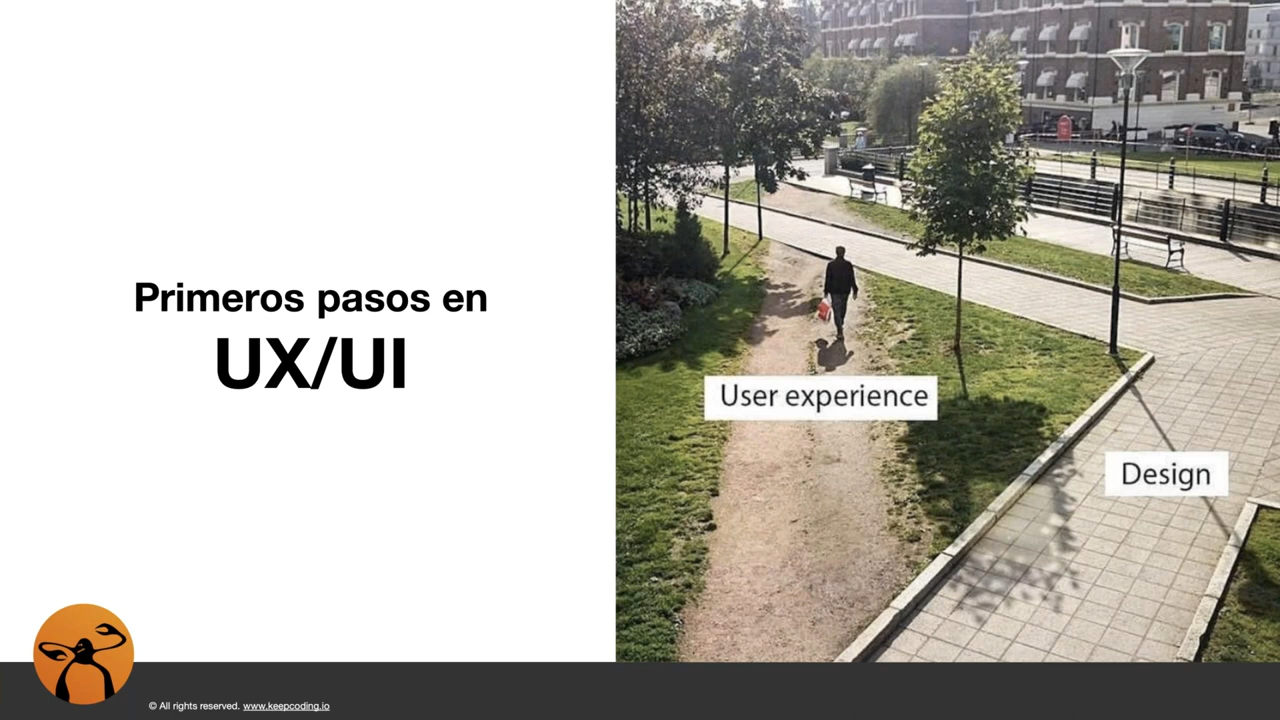 Primeros pasos en
UX/UI
User experience
Design
© All rights reserved. www.keepcoding.io